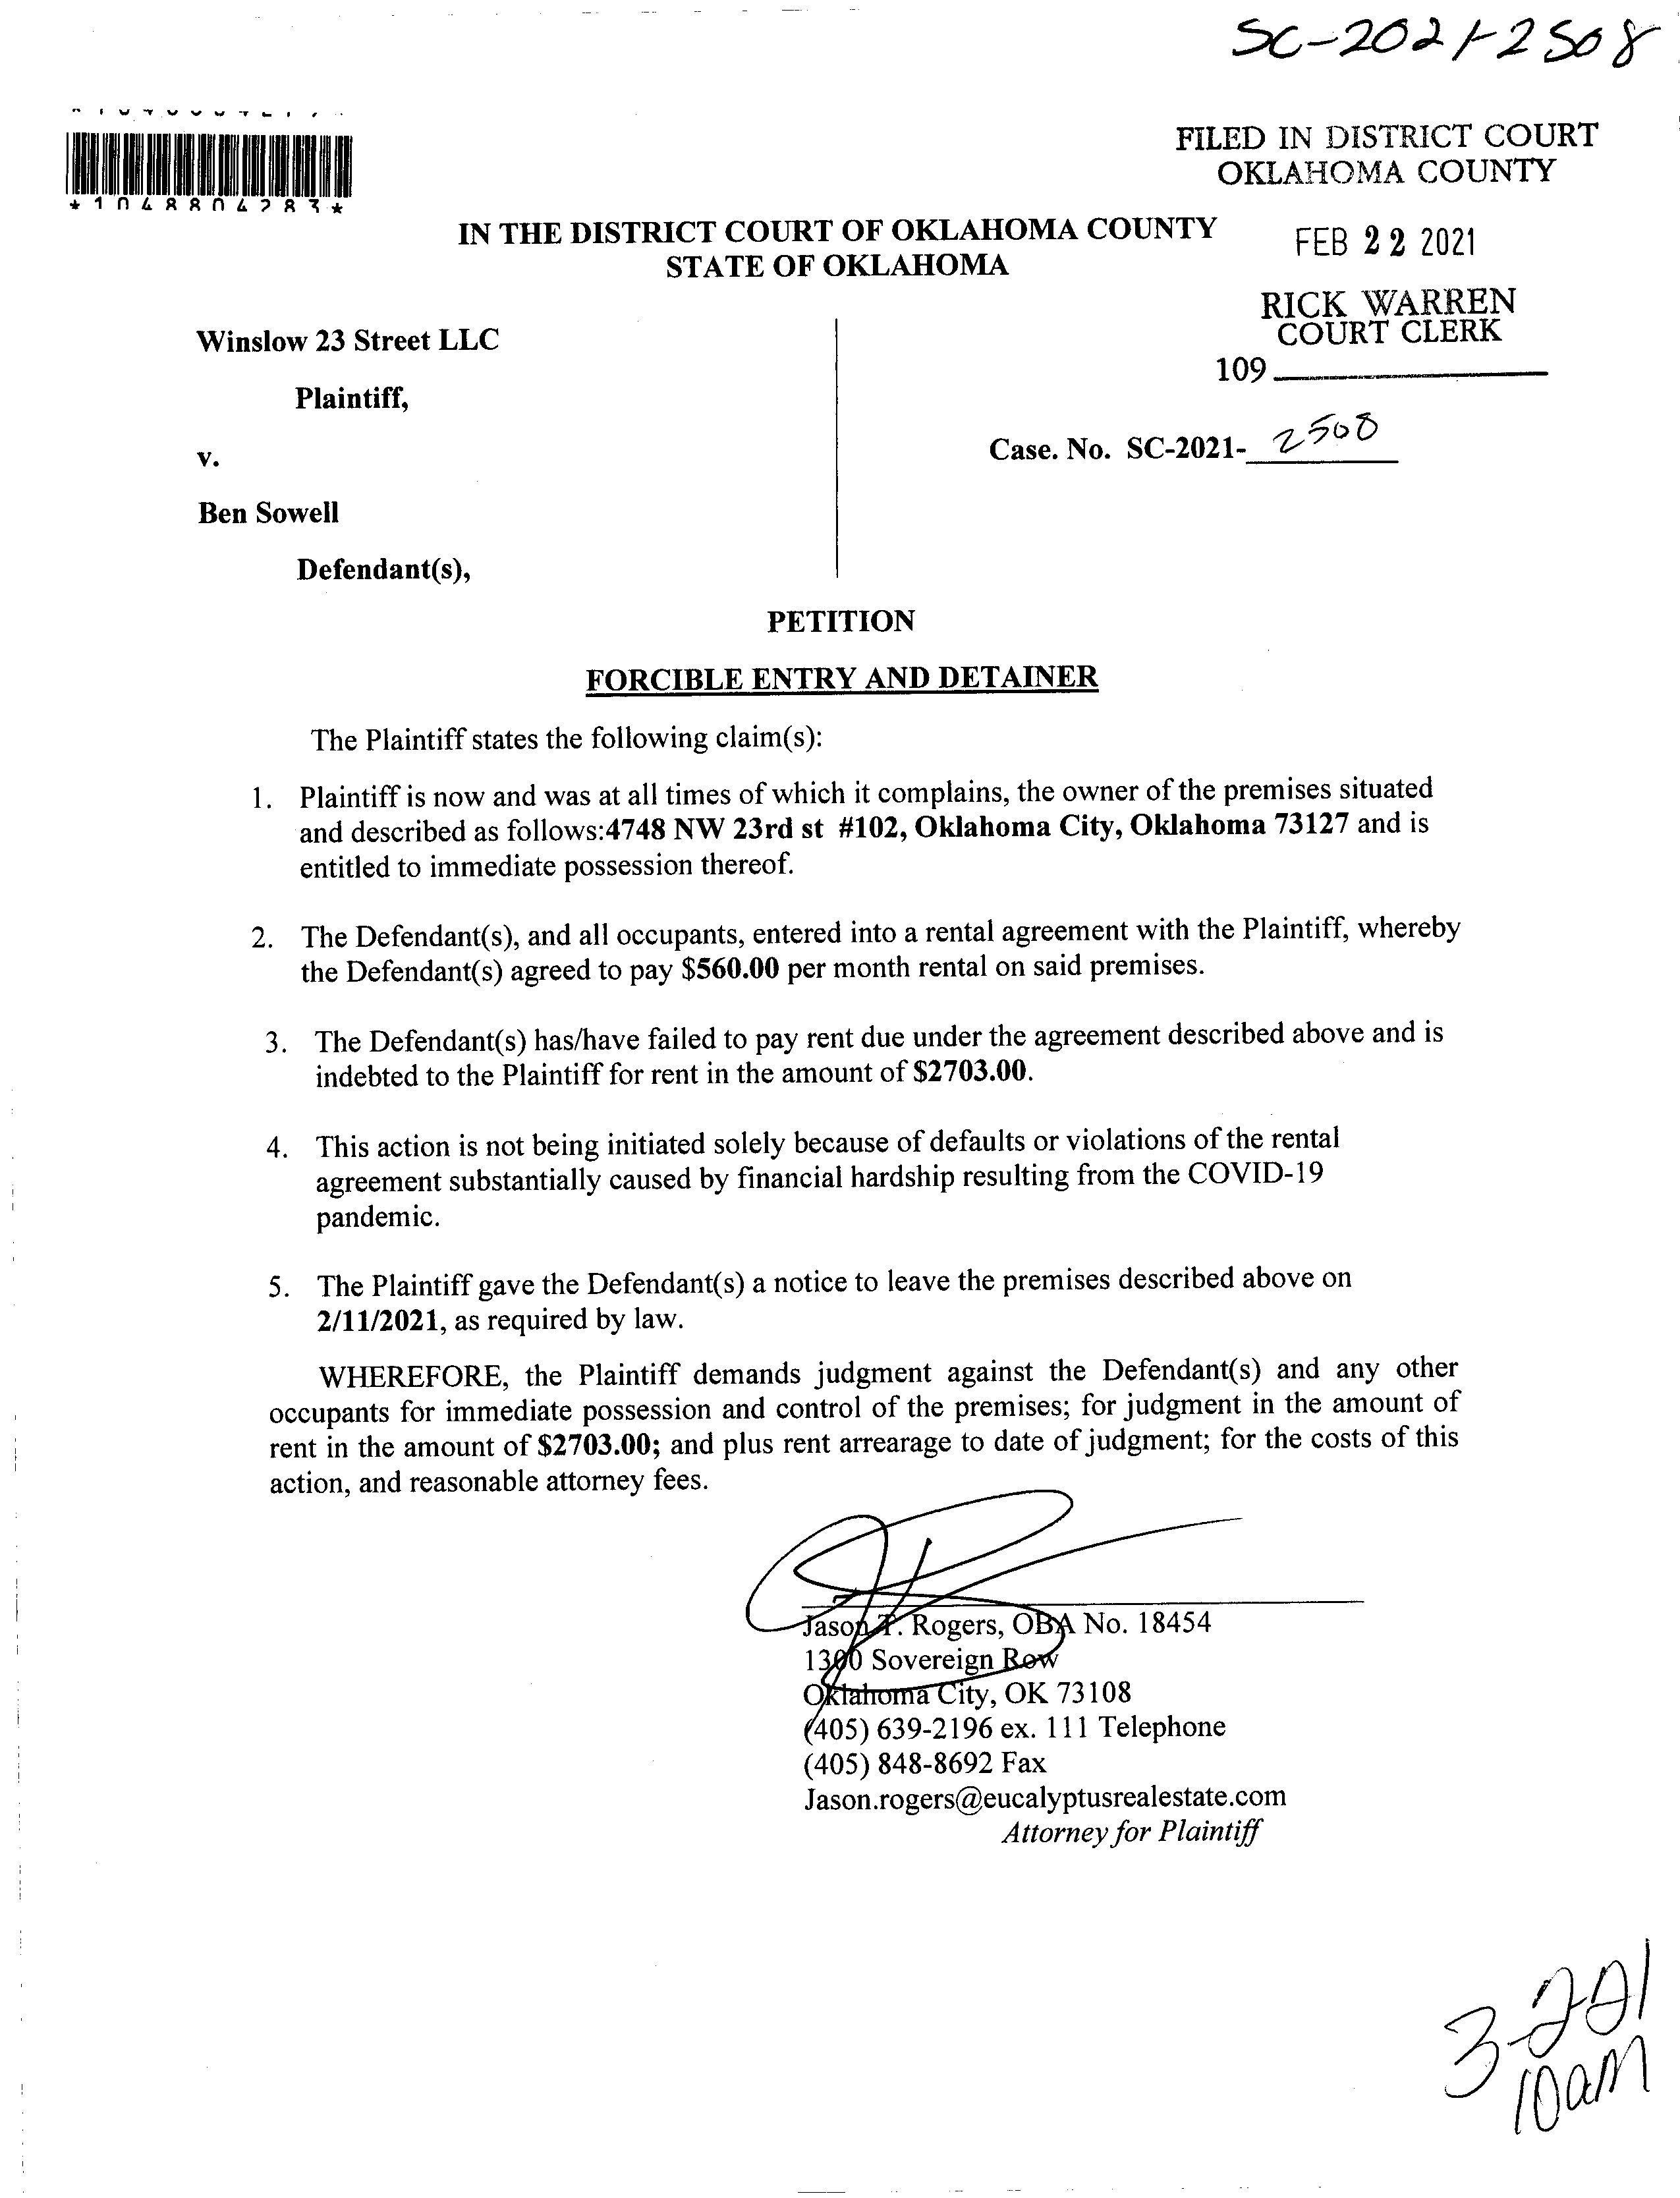 SC-2021-2508
*1048804283*
FILED IN DISTRICT COURT
OKLAHOMA COUNTY
IN THE DISTRICT COURT OF OKLAHOMA COUNTY
STATE OF OKLAHOMA
FEB 22 2021
RICK WARREN
COURT CLERK
109
Winslow 23 Street LLC
Plaintiff,
v.
Case. No. SC-2021- 2508
Ben Sowell
Defendant(s),
PETITION
FORCIBLE ENTRY AND DETAINER
The Plaintiff states the following claim(s):
1. Plaintiff is now and was at all times of which it complains, the owner of the premises situated
and described as follows:4748 NW 23rd st #102, Oklahoma City, Oklahoma 73127 and is
entitled to immediate possession thereof.
2. The Defendant(s), and all occupants, entered into a rental agreement with the Plaintiff, whereby
the Defendant(s) agreed to pay $560.00 per month rental on said premises.
3. The Defendant(s) has/have failed to pay rent due under the agreement described above and is
indebted to the Plaintiff for rent in the amount of $2703.00.
4. This action is not being initiated solely because of defaults or violations of the rental
agreement substantially caused by financial hardship resulting from the COVID-19
pandemic.
5. The Plaintiff gave the Defendant(s) a notice to leave the premises described above on
2/11/2021, as required by law.
WHEREFORE, the Plaintiff demands judgment against the Defendant(s) and any other
occupants for immediate possession and control of the premises; for judgment in the amount of
rent in the amount of $2703.00; and plus rent arrearage to date of judgment; for the costs of this
action, and reasonable attorney fees.
Jason T. Rogers, OBA No. 18454
1300 Sovereign Row
Oklahoma City, OK 73108
(405) 639-2196 ex. 111 Telephone
(405) 848-8692 Fax
Jason.rogers@eucalyptusrealestate.com
Attorney for Plaintiff
3-2-21
10am